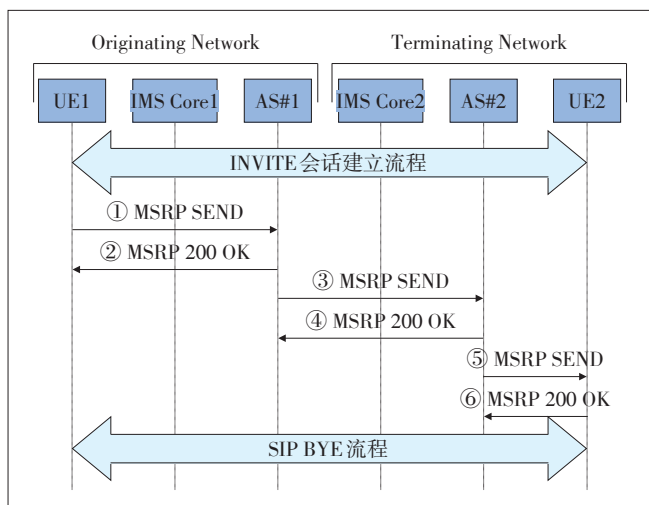 Originating Network Terminating Network
UE1 IMS Core1 AS#1 IMS Core2 AS#2 UE2
INVITE会话建立流程
① MSRP SEND
② MSRP 200 OK
③ MSRP SEND
④ MSRP 200 OK
⑤ MSRP SEND
⑥ MSRP 200 OK
SIP BYE流程